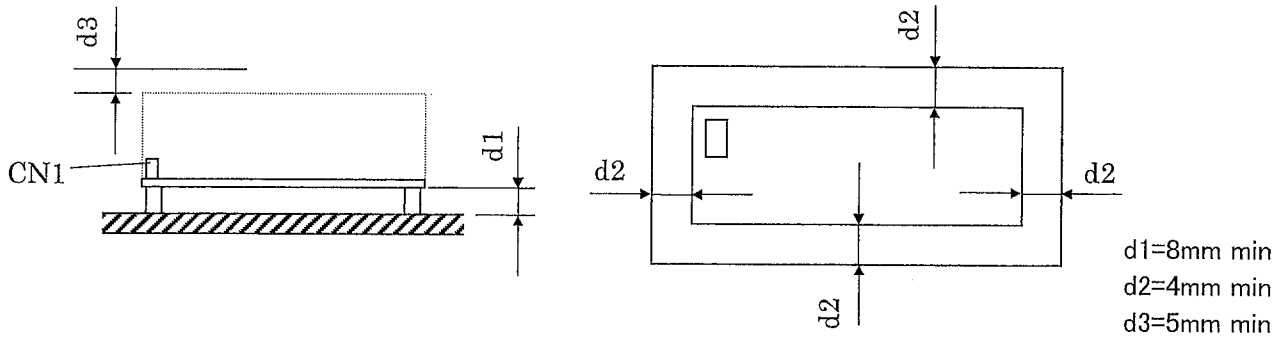 d3
CN1
d1
d2
d2
d2
d2
d1=8mm min
d2=4mm min
d3=5mm min